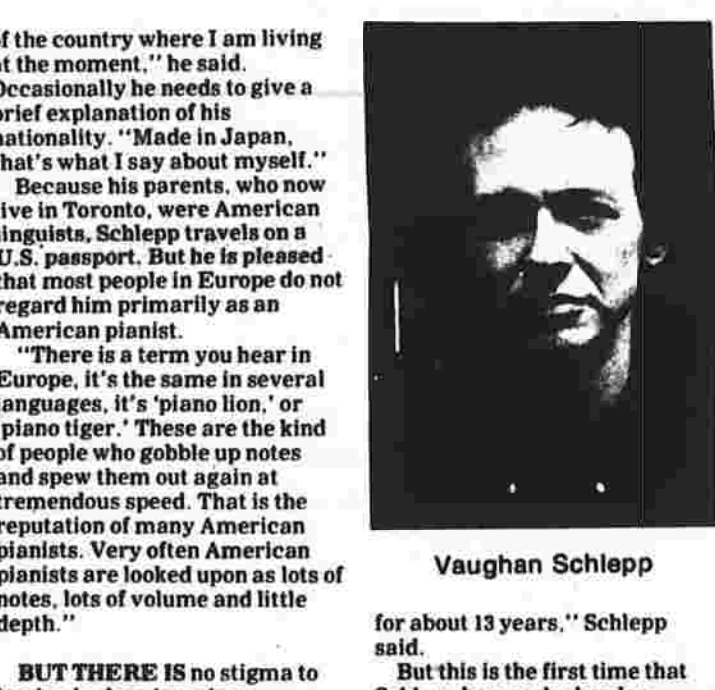 f the country where I am living
t the moment," he said.
Occasionally he needs to give a
brief explanation of his
nationality. "Made in Japan,
that's what I say about myself."
Because his parents, who now
live in Toronto, were American
linguists, Schlepp travels on a
U.S. passport. But he is pleased
that most people in Europe do not
regard him primarily as an
American pianist.
"There is a term you hear in
Europe, it's the same in several
languages, it's 'piano lion,' or
'piano tiger.' These are the kind
of people who gobble up notes
and spew them out again at
tremendous speed. That is the
reputation of many American
pianists. Very often American
pianists are looked upon as lots of
notes, lots of volume and little
depth."
BUT THERE IS no stigma to
Vaughan Schlepp
for about 13 years," Schlepp
said.
But this is the first time that